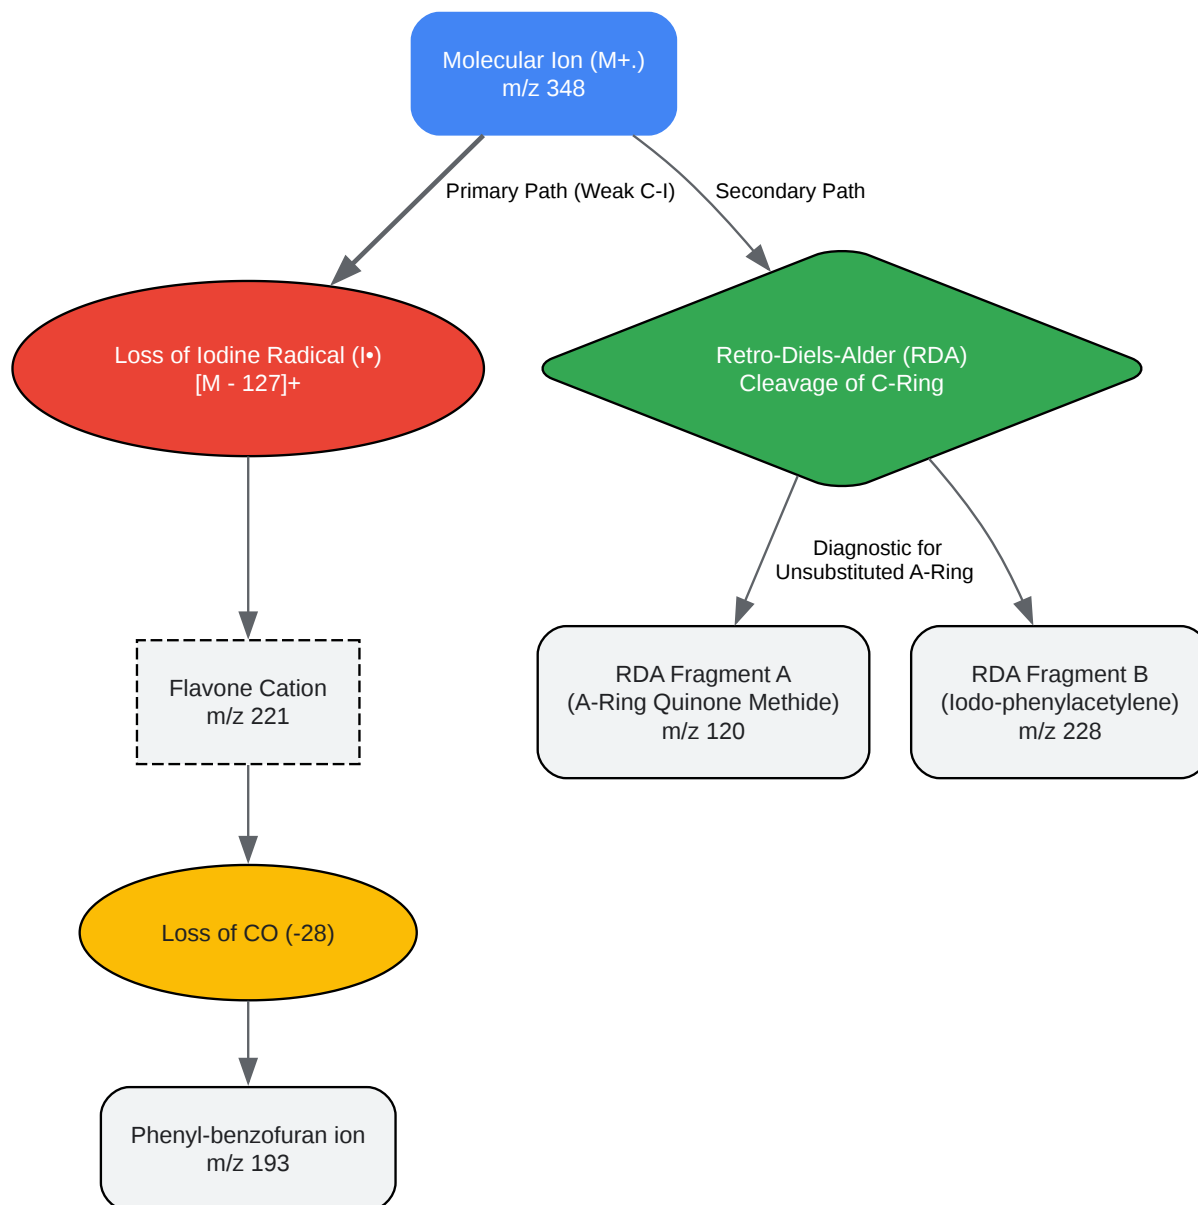 Molecular Ion (M+.)
m/z 348
Primary Path (Weak C-I)
Secondary Path
Loss of Iodine Radical (I•)
[M - 127]+
Retro-Diels-Alder (RDA)
Cleavage of C-Ring
Diagnostic for
Unsubstituted A-Ring
Flavone Cation
m/z 221
RDA Fragment A
(A-Ring Quinone Methide)
m/z 120
RDA Fragment B
(Iodo-phenylacetylene)
m/z 228
Loss of CO (-28)
Phenyl-benzofuran ion
m/z 193